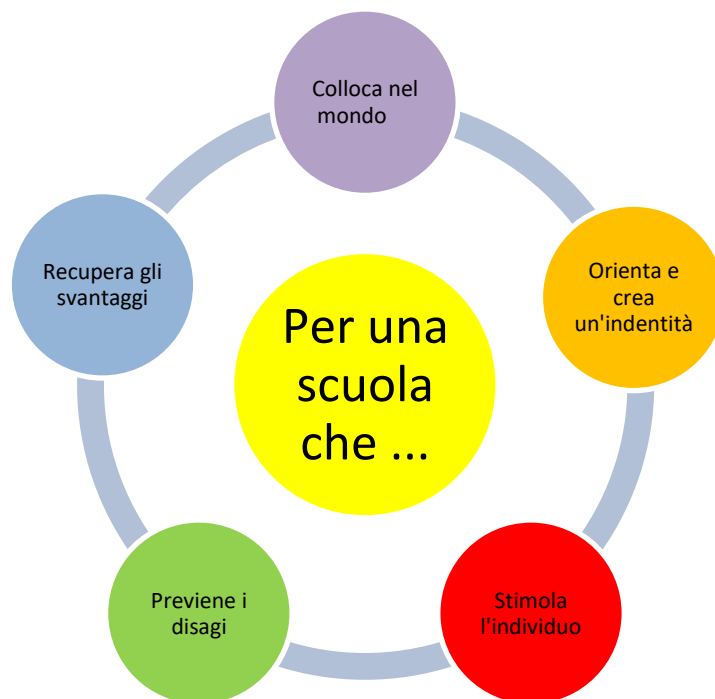 Colloca nel
mondo
Orienta e
crea
un'indentità
Stimola
l'individuo
Previene i
disagi
Recupera gli
svantaggi
Per una
scuola
che ...